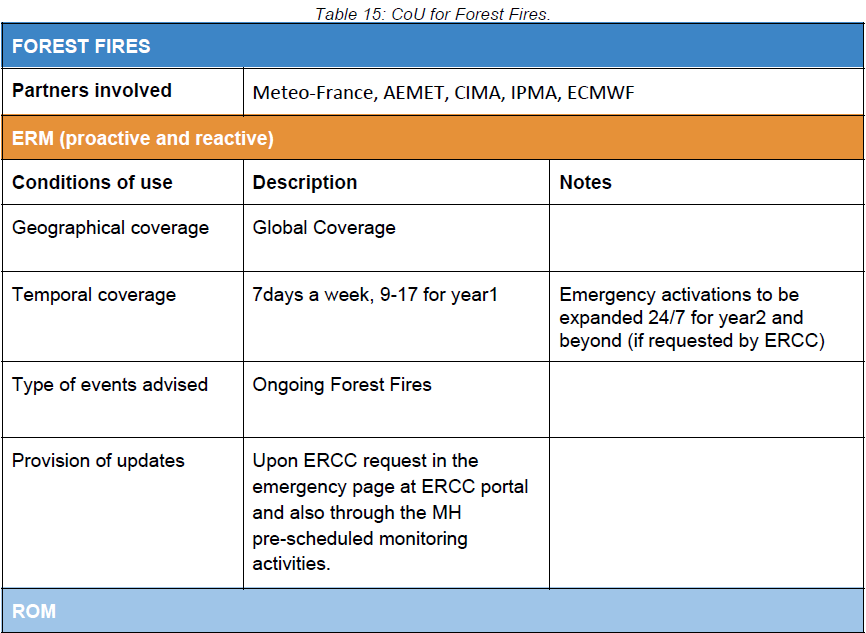 Table 15: CoU for Forest Fires.
FOREST FIRES
Partners involved
Meteo-France, AEMET, CIMA, IPMA, ECMWF
ERM (proactive and reactive)
Conditions of use
Description
Notes
Geographical coverage
Global Coverage
Temporal coverage
7days a week, 9-17 for year1
Emergency activations to be
expanded 24/7 for year2 and
beyond (if requested by ERCC)
Type of events advised
Ongoing Forest Fires
Provision of updates
Upon ERCC request in the
emergency page at ERCC portal
and also through the MH
pre-scheduled monitoring
activities.
ROM